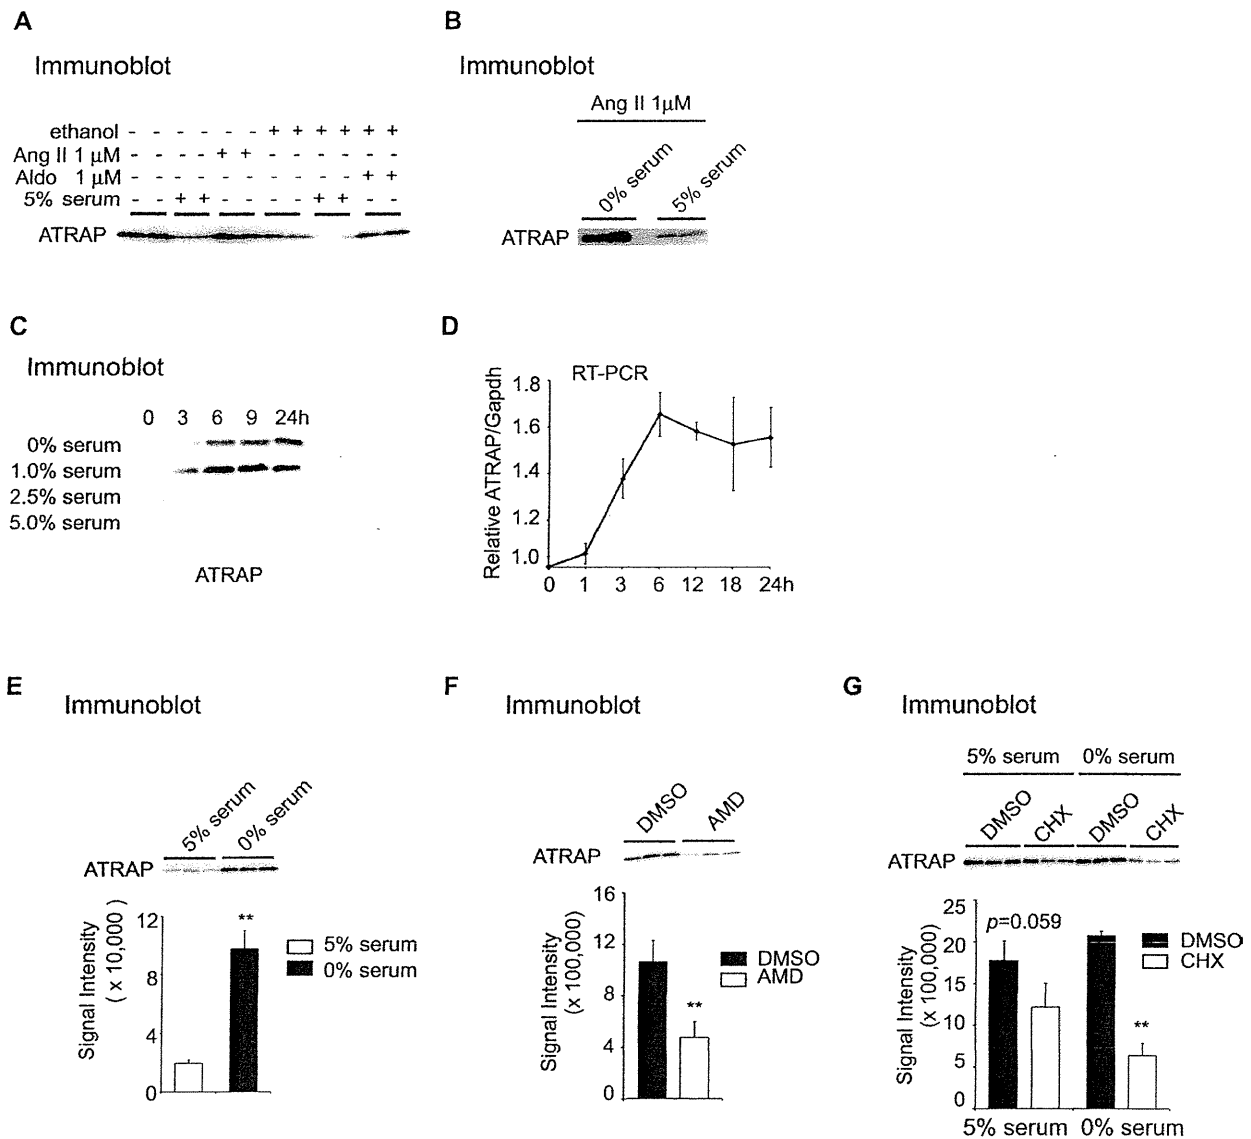 A
Immunoblot
ethanol - - - - - - + + + + + +
Ang II 1 μM - - - - + + - - - - - -
Aldo 1 μM - - - - - - - - - - + +
5% serum - - + + - - - - + + - -
ATRAP
B
Immunoblot
Ang II 1μM
0% serum 5% serum
ATRAP
C
Immunoblot
0 3 6 9 24h
0% serum
1.0% serum
2.5% serum
5.0% serum
ATRAP
D
RT-PCR
Relative ATRAP/Gapdh
1.8
1.6
1.4
1.2
1.0
0 1 3 6 12 18 24h
E
Immunoblot
5% serum 0% serum
ATRAP
Signal Intensity
( x 10,000 )
12
8
4
0
**
5% serum
0% serum
F
Immunoblot
DMSO AMD
ATRAP
Signal Intensity
(x 100,000)
16
12
8
4
0
**
DMSO
AMD
G
Immunoblot
5% serum 0% serum
DMSO CHX DMSO CHX
ATRAP
Signal Intensity
(x 100,000)
25
20
15
10
5
0
p=0.059
**
DMSO
CHX
5% serum 0% serum